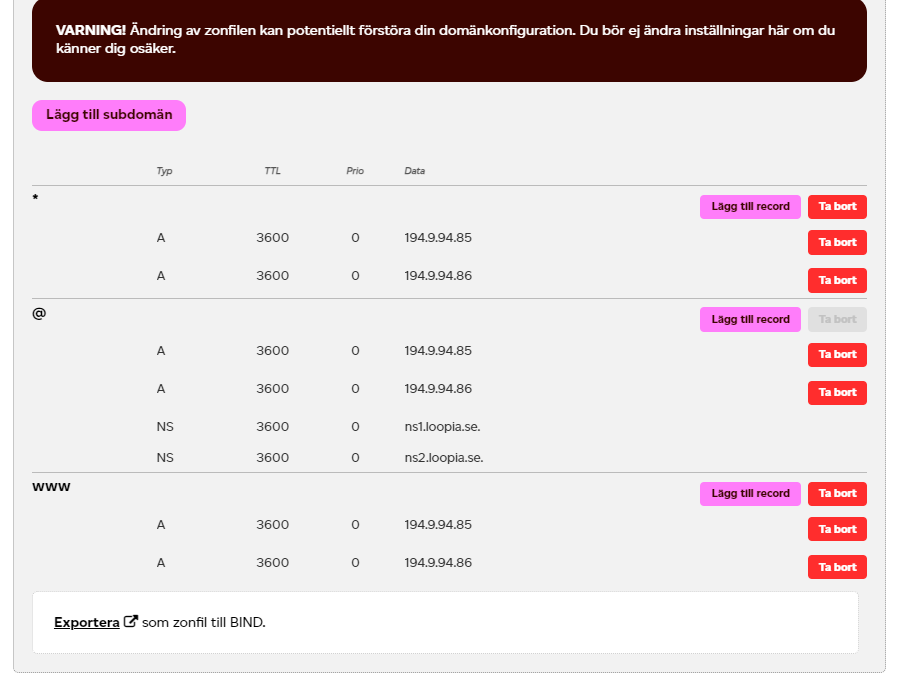 VARNING! Ändring av zonfilen kan potentiellt förstöra din domänkonfiguration. Du bör ej ändra inställningar här om du
känner dig osäker.
Lägg till subdomän
Typ TTL Prio Data
* Lägg till record Ta bort
A 3600 0 194.9.94.85 Ta bort
A 3600 0 194.9.94.86 Ta bort
@ Lägg till record Ta bort
A 3600 0 194.9.94.85 Ta bort
A 3600 0 194.9.94.86 Ta bort
NS 3600 0 ns1.loopia.se.
NS 3600 0 ns2.loopia.se.
www Lägg till record Ta bort
A 3600 0 194.9.94.85 Ta bort
A 3600 0 194.9.94.86 Ta bort
Exportera som zonfil till BIND.